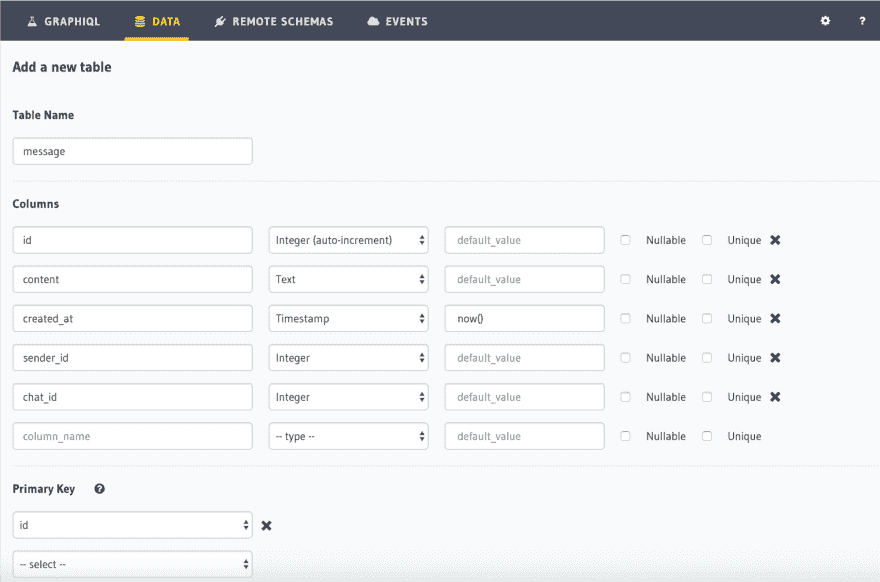 GRAPHIQL DATA REMOTE SCHEMAS EVENTS ?
Add a new table
Table Name
message
Columns
id Integer (auto-increment) default_value Nullable Unique
content Text default_value Nullable Unique
created_at Timestamp now() Nullable Unique
sender_id Integer default_value Nullable Unique
chat_id Integer default_value Nullable Unique
column_name -- type -- default_value Nullable Unique
Primary Key ?
id
-- select --